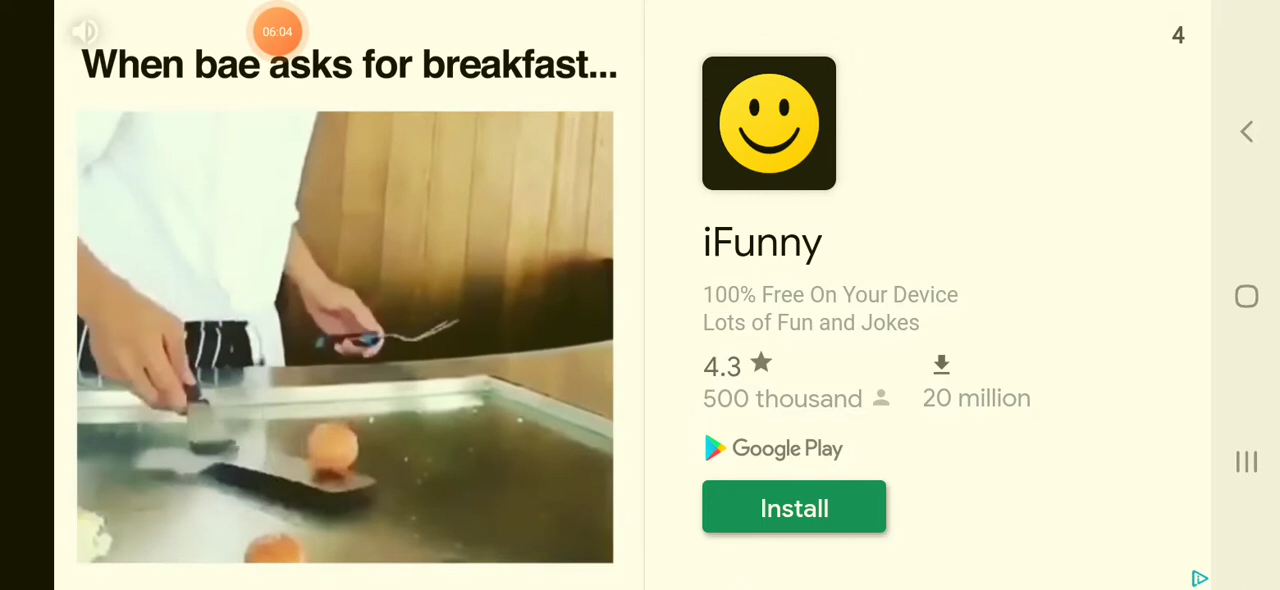 06:04
When bae asks for breakfast...
4
iFunny
100% Free On Your Device
Lots of Fun and Jokes
4.3
500 thousand
20 million
Google Play
Install